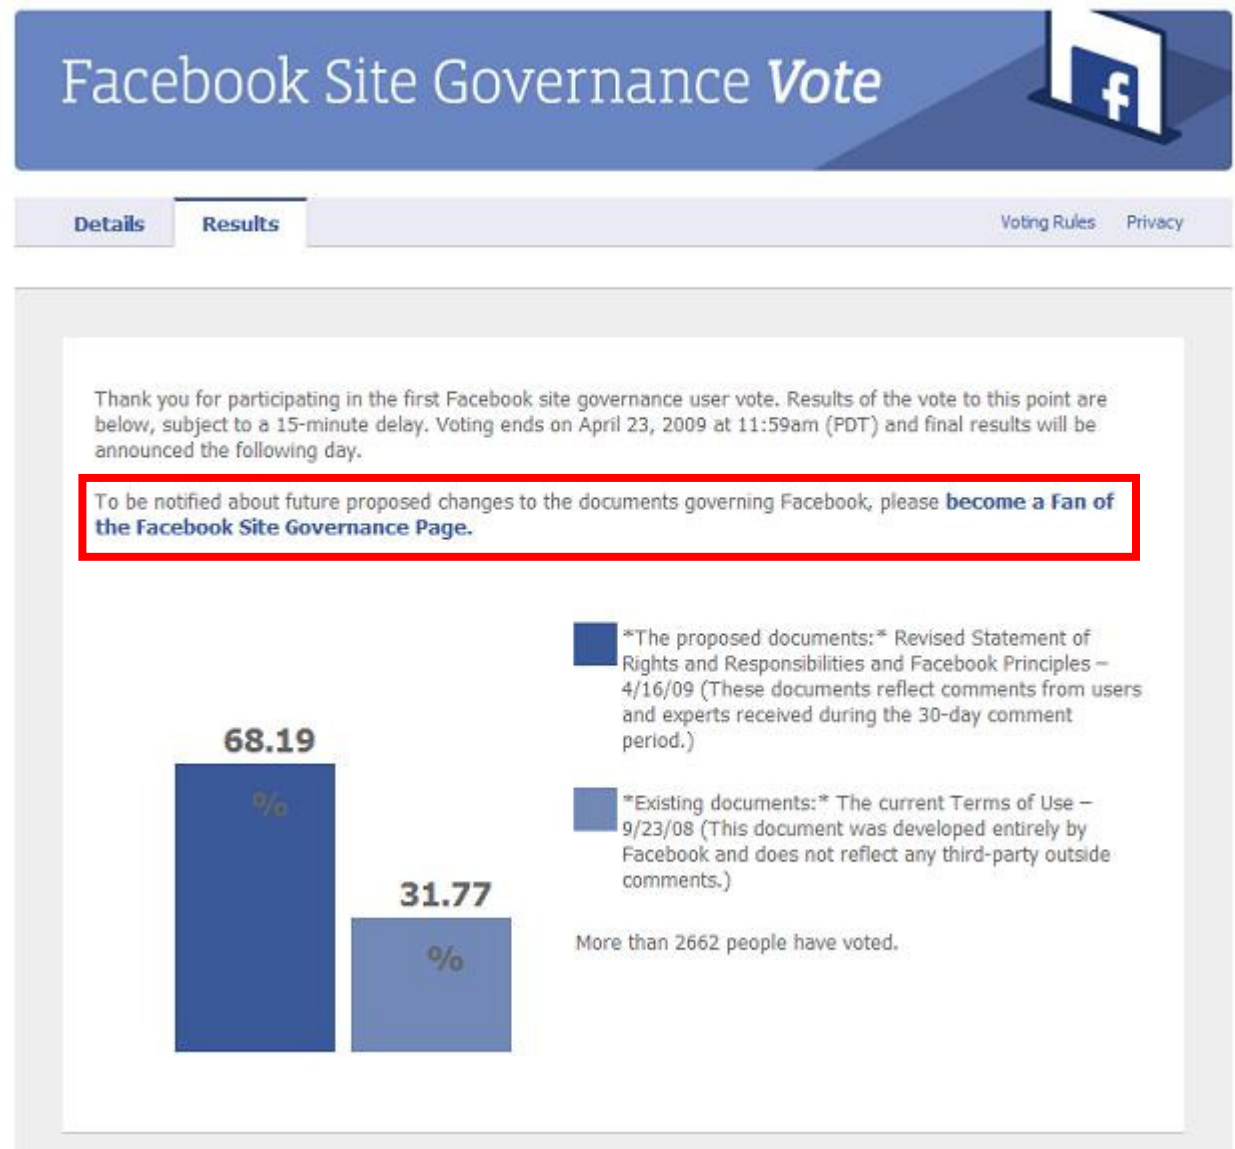 Facebook Site Governance Vote
f
Details Results Voting Rules Privacy
Thank you for participating in the first Facebook site governance user vote. Results of the vote to this point are
below, subject to a 15-minute delay. Voting ends on April 23, 2009 at 11:59am (PDT) and final results will be
announced the following day.
To be notified about future proposed changes to the documents governing Facebook, please become a Fan of
the Facebook Site Governance Page.
68.19
%
31.77
%
*The proposed documents:* Revised Statement of
Rights and Responsibilities and Facebook Principles –
4/16/09 (These documents reflect comments from users
and experts received during the 30-day comment
period.)
*Existing documents:* The current Terms of Use –
9/23/08 (This document was developed entirely by
Facebook and does not reflect any third-party outside
comments.)
More than 2662 people have voted.